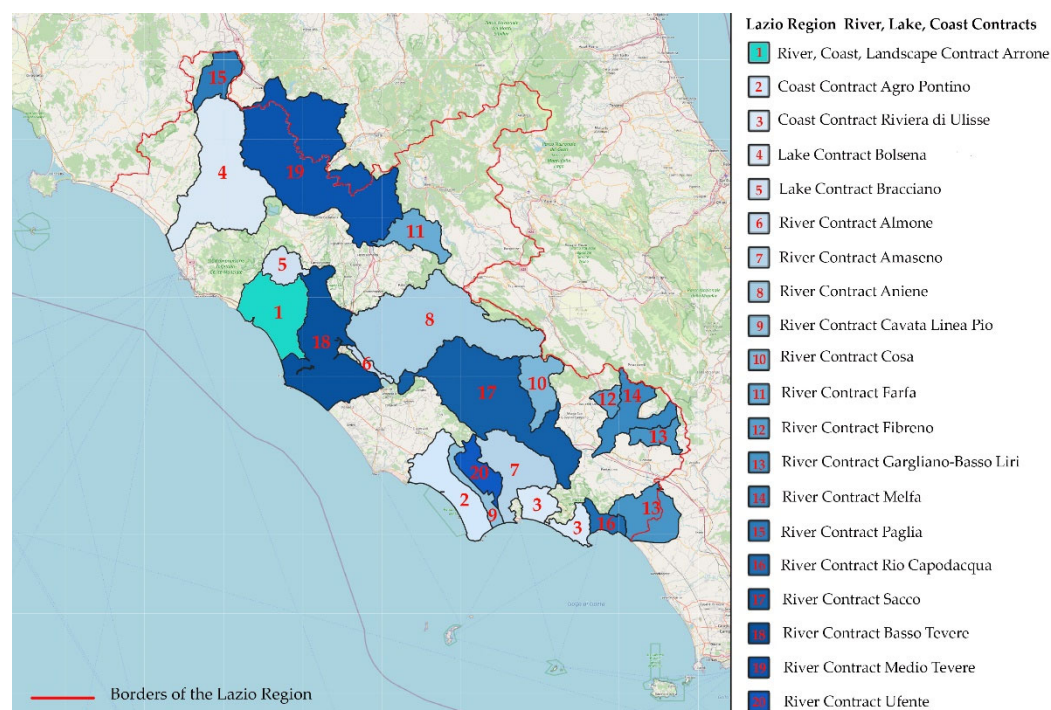 Lazio Region River, Lake, Coast Contracts
1 River, Coast, Landscape Contract Arrone
2 Coast Contract Agro Pontino
3 Coast Contract Riviera di Ulisse
4 Lake Contract Bolsena
5 Lake Contract Bracciano
6 River Contract Almone
7 River Contract Amaseno
8 River Contract Aniene
9 River Contract Cavata Linea Pio
10 River Contract Cosa
11 River Contract Farfa
12 River Contract Fibreno
13 River Contract Gargliano-Basso Liri
14 River Contract Melfa
15 River Contract Paglia
16 River Contract Rio Capodacqua
17 River Contract Sacco
18 River Contract Basso Tevere
19 River Contract Medio Tevere
20 River Contract Ufente
15
4
19
11
5
1
18
8
6
17
10
12
14
13
20
7
2
9
3
3
16
13
Borders of the Lazio Region